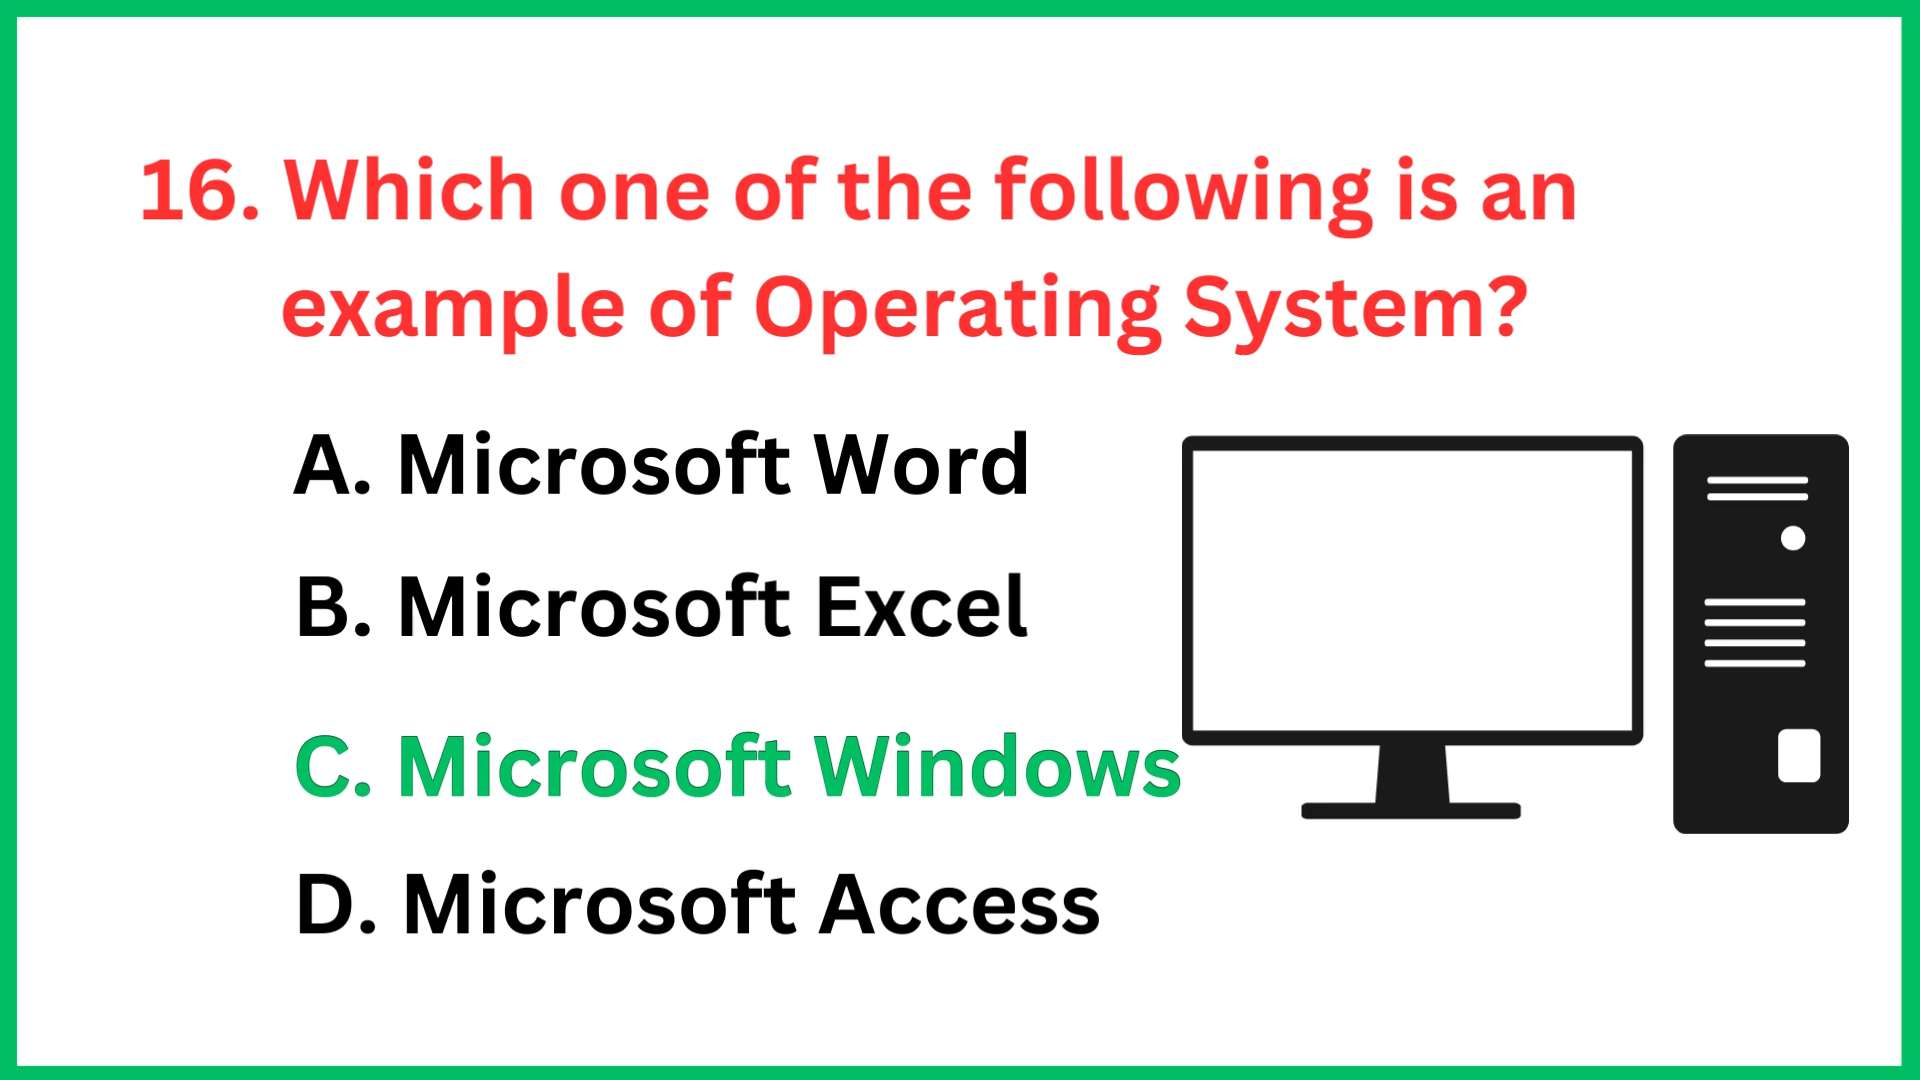 16. Which one of the following is an
example of Operating System?
A. Microsoft Word
B. Microsoft Excel
C. Microsoft Windows
D. Microsoft Access